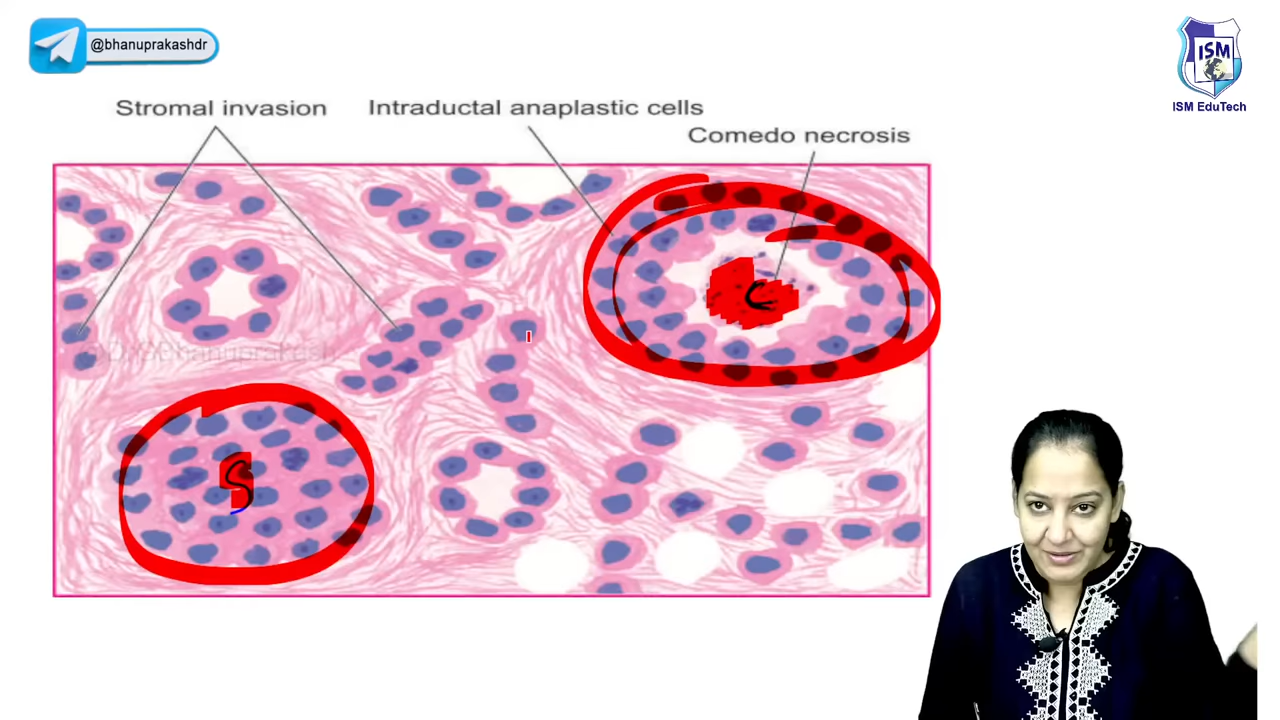 @bhanuprakashdr
ISM
ISM EduTech
Stromal invasion
Intraductal anaplastic cells
Comedo necrosis
C
S